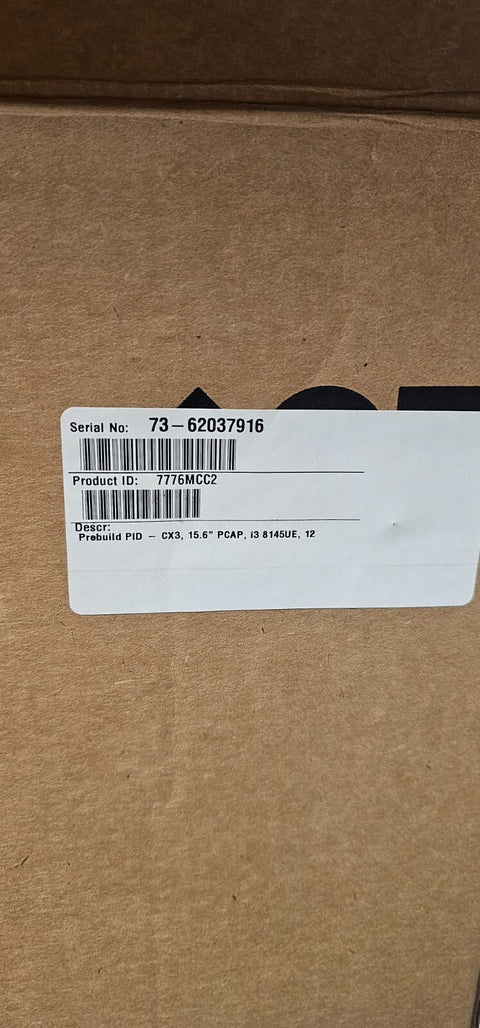 Serial No: 73-62037916
Product ID: 7776MCC2
Descr:
Prebuild PID - CX3, 15.6" PCAP, i3 8145UE, 12